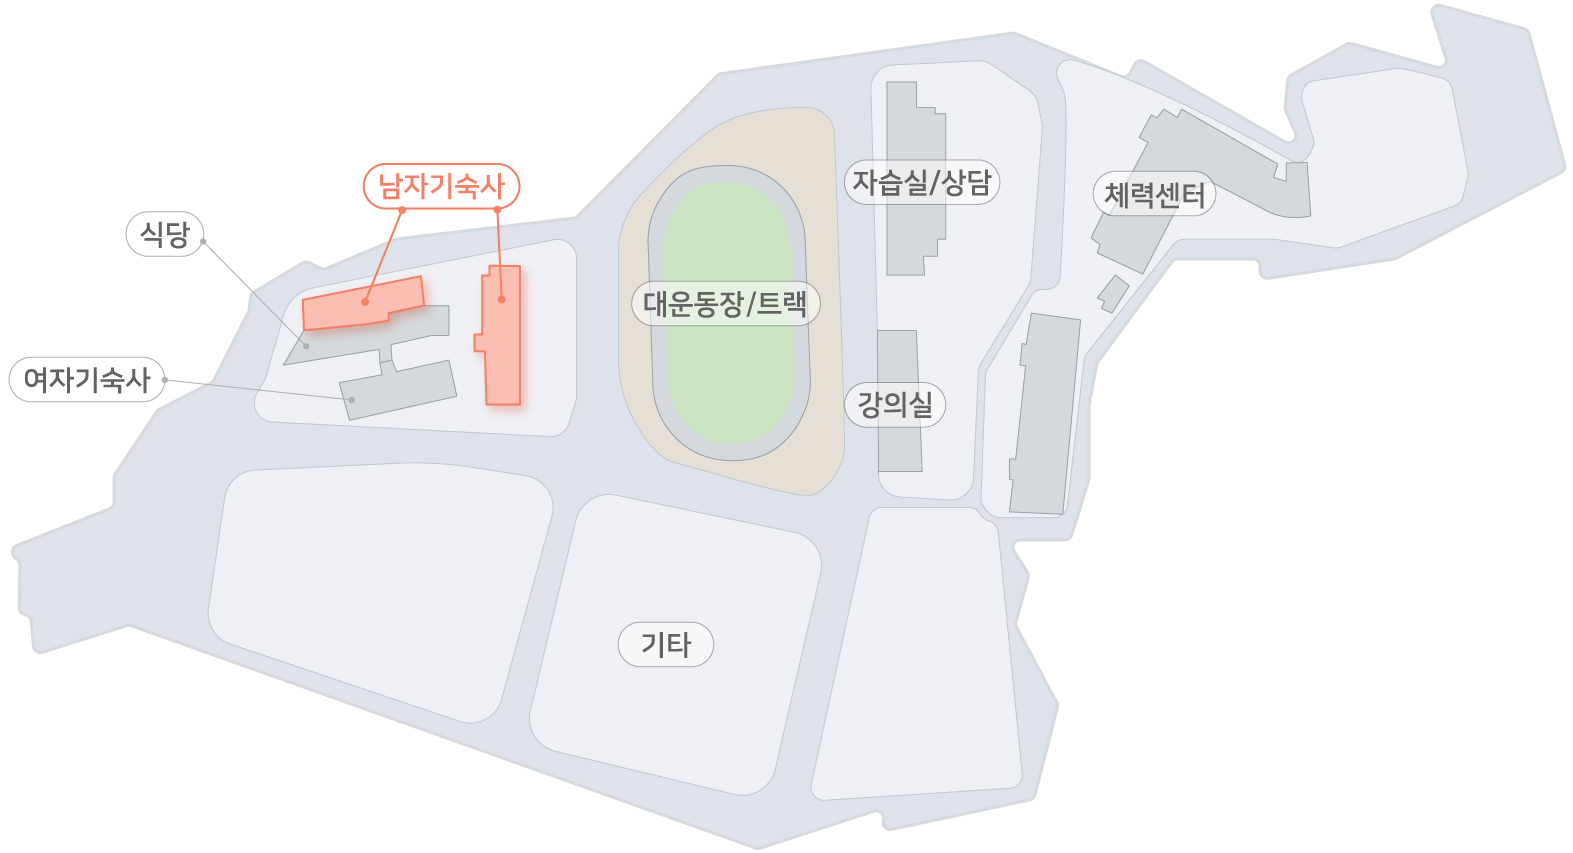 남자기숙사
식당
여자기숙사
자습실/상담
체력센터
대운동장/트랙
강의실
기타